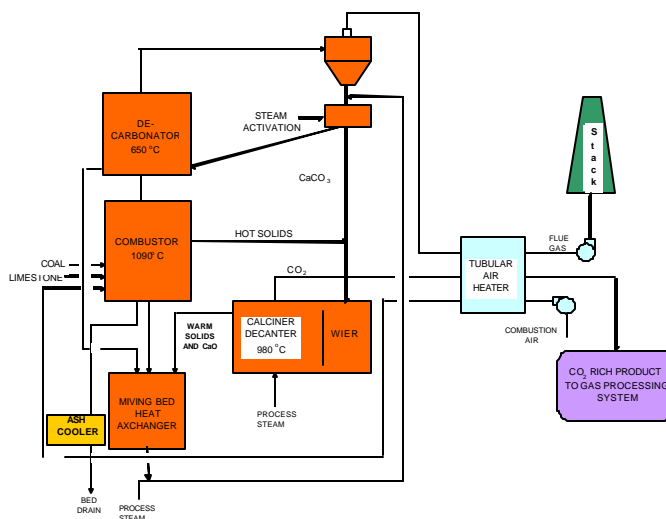 DE-
CARBONATOR
650 °C
STEAM
ACTIVATION
CaCO3
Stack
COMBUSTOR
1090°C
HOT SOLIDS
COAL
LIMESTONE
CO2
FLUE
GAS
TUBULAR
AIR
HEATER
COMBUSTION
AIR
WARM
SOLIDS
AND CaO
CALCINER
DECANTER
980 °C
WIER
CO2 RICH PRODUCT
TO GAS PROCESSING
SYSTEM
MIVING BED
HEAT
AXCHANGER
PROCESS
STEAM
ASH
COOLER
BED
DRAIN
PROCESS
STEAM